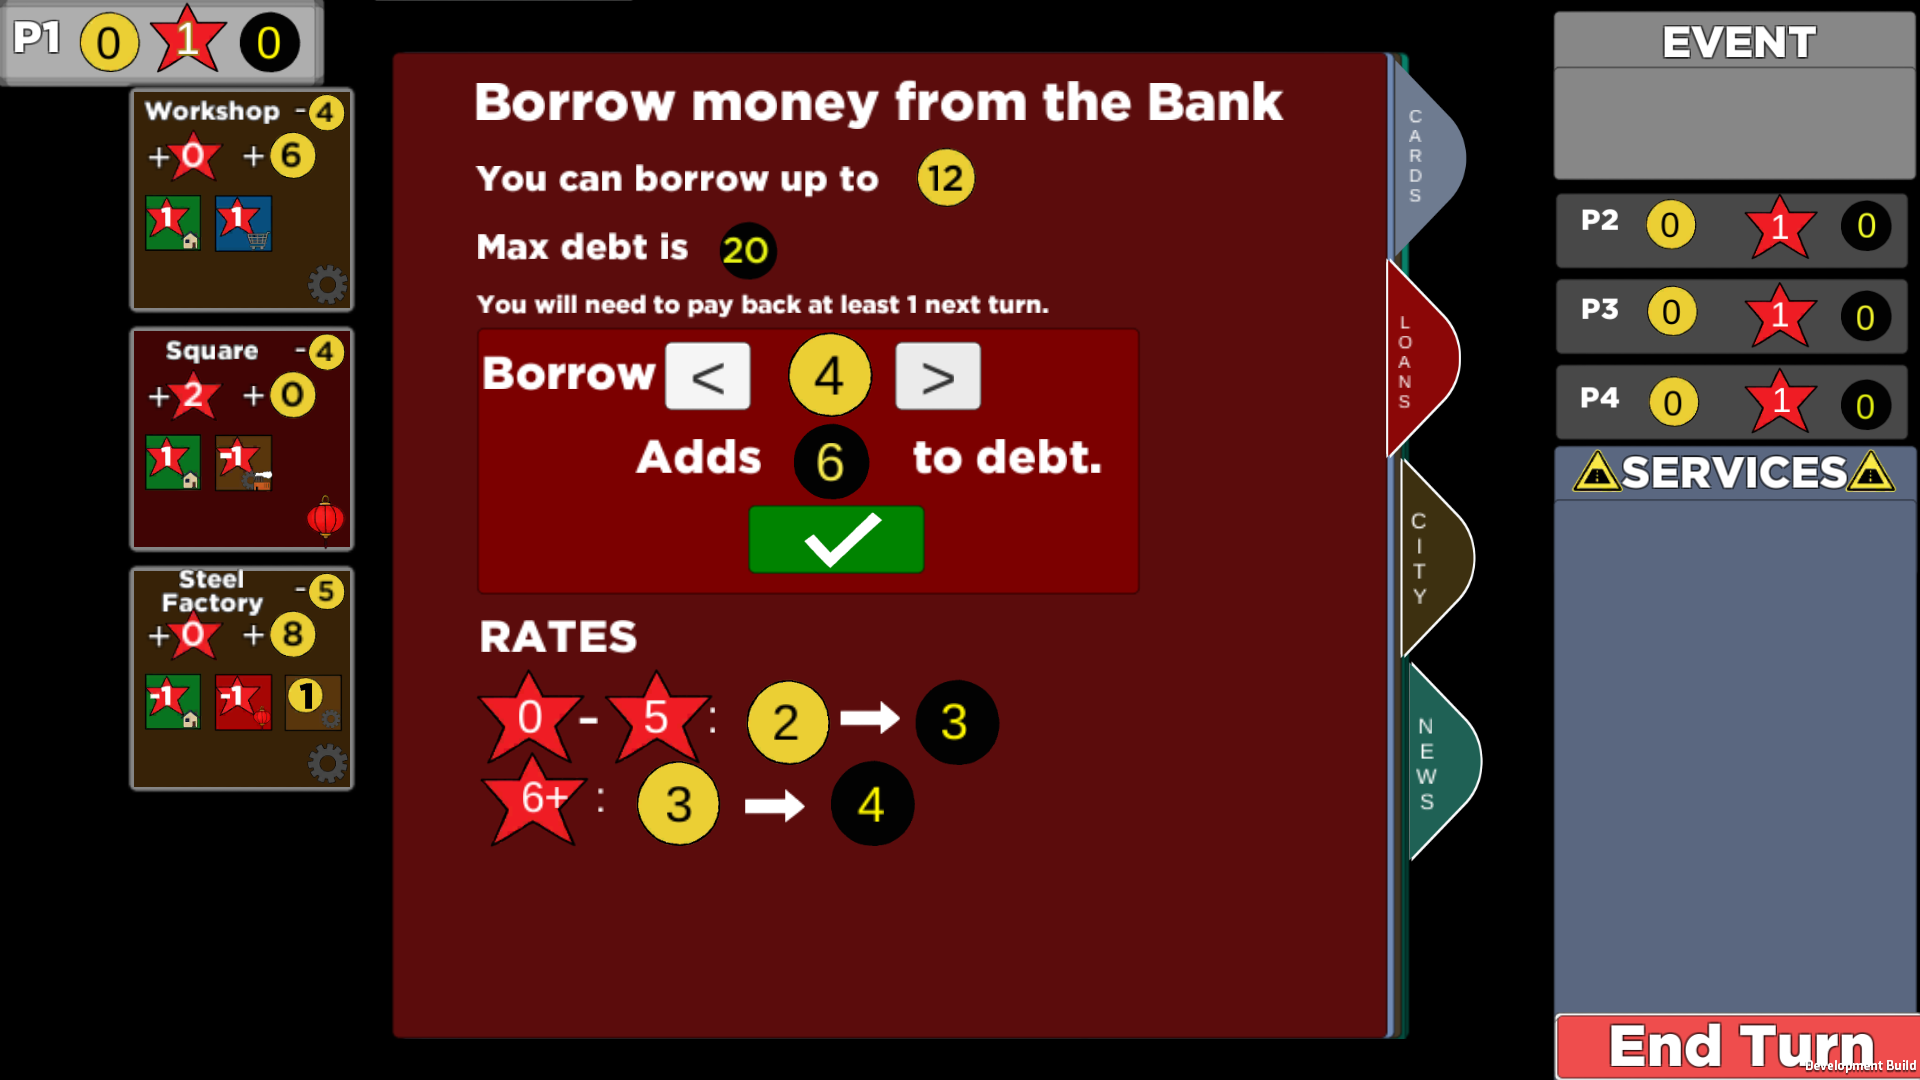 P1 0 1 0
Workshop -4
+0 +6
1 1
Square -4
+2 +0
1 -1
Steel
Factory -5
+0 +8
-1 -1 1
Borrow money from the Bank
You can borrow up to 12
Max debt is 20
You will need to pay back at least 1 next turn.
Borrow < 4 >
Adds 6 to debt.
RATES
0 - 5 : 2 3
6+ : 3 4
CARDS
LOANS
CITY
NEWS
EVENT
P2 0 1 0
P3 0 1 0
P4 0 1 0
SERVICES
End Turn
Development Build